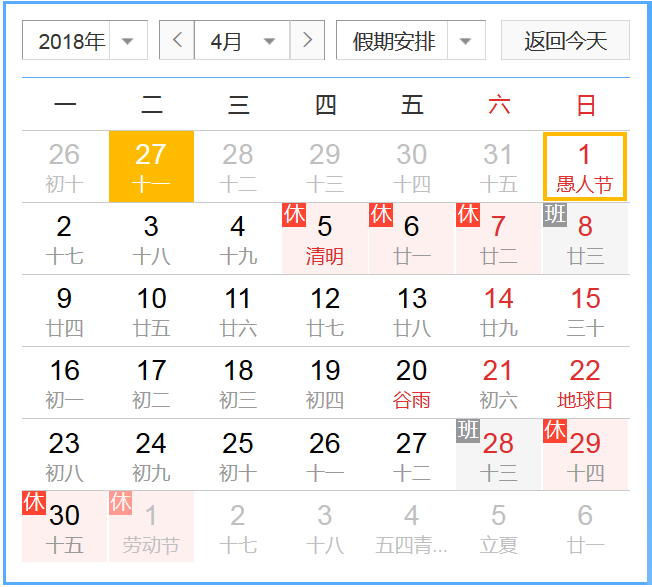 2018年 4月 假期安排 返回今天
一 二 三 四 五 六 日
26 27 28 29 30 31 1
初十 十一 十二 十三 十四 十五 愚人节
2 3 4 休 5 休 6 休 7 班 8
十七 十八 十九 清明 廿一 廿二 廿三
9 10 11 12 13 14 15
廿四 廿五 廿六 廿七 廿八 廿九 三十
16 17 18 19 20 21 22
初一 初二 初三 初四 谷雨 初六 地球日
23 24 25 26 27 班 28 休 29
初八 初九 初十 十一 十二 十三 十四
休 30 休 1 2 3 4 5 6
十五 劳动节 十七 十八 五四青... 立夏 廿一